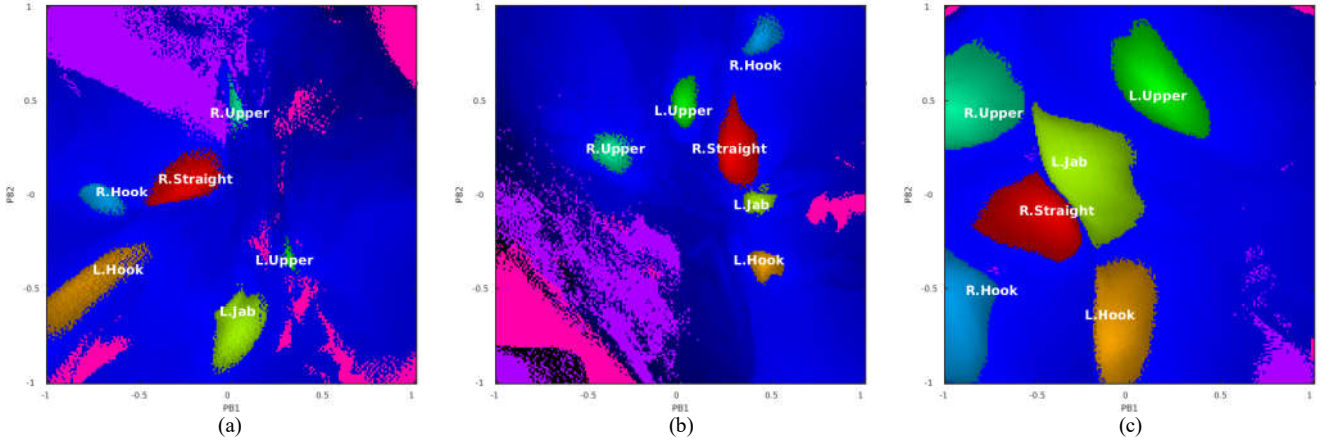 1
0.5
-0
-0.5
-1
PB2
-1
-0.5
0
0.5
1
PB1
R.Upper
R.Straight
R.Hook
L.Hook
L.Upper
L.Jab
(a)
1
0.5
-0
-0.5
-1
PB2
-1
-0.5
0
0.5
1
PB1
R.Hook
L.Upper
R.Upper
R.Straight
L.Jab
L.Hook
(b)
1
0.5
-0
-0.5
-1
PB2
-1
-0.5
0
0.5
1
PB1
L.Upper
R.Upper
L.Jab
R.Straight
R.Hook
L.Hook
(c)